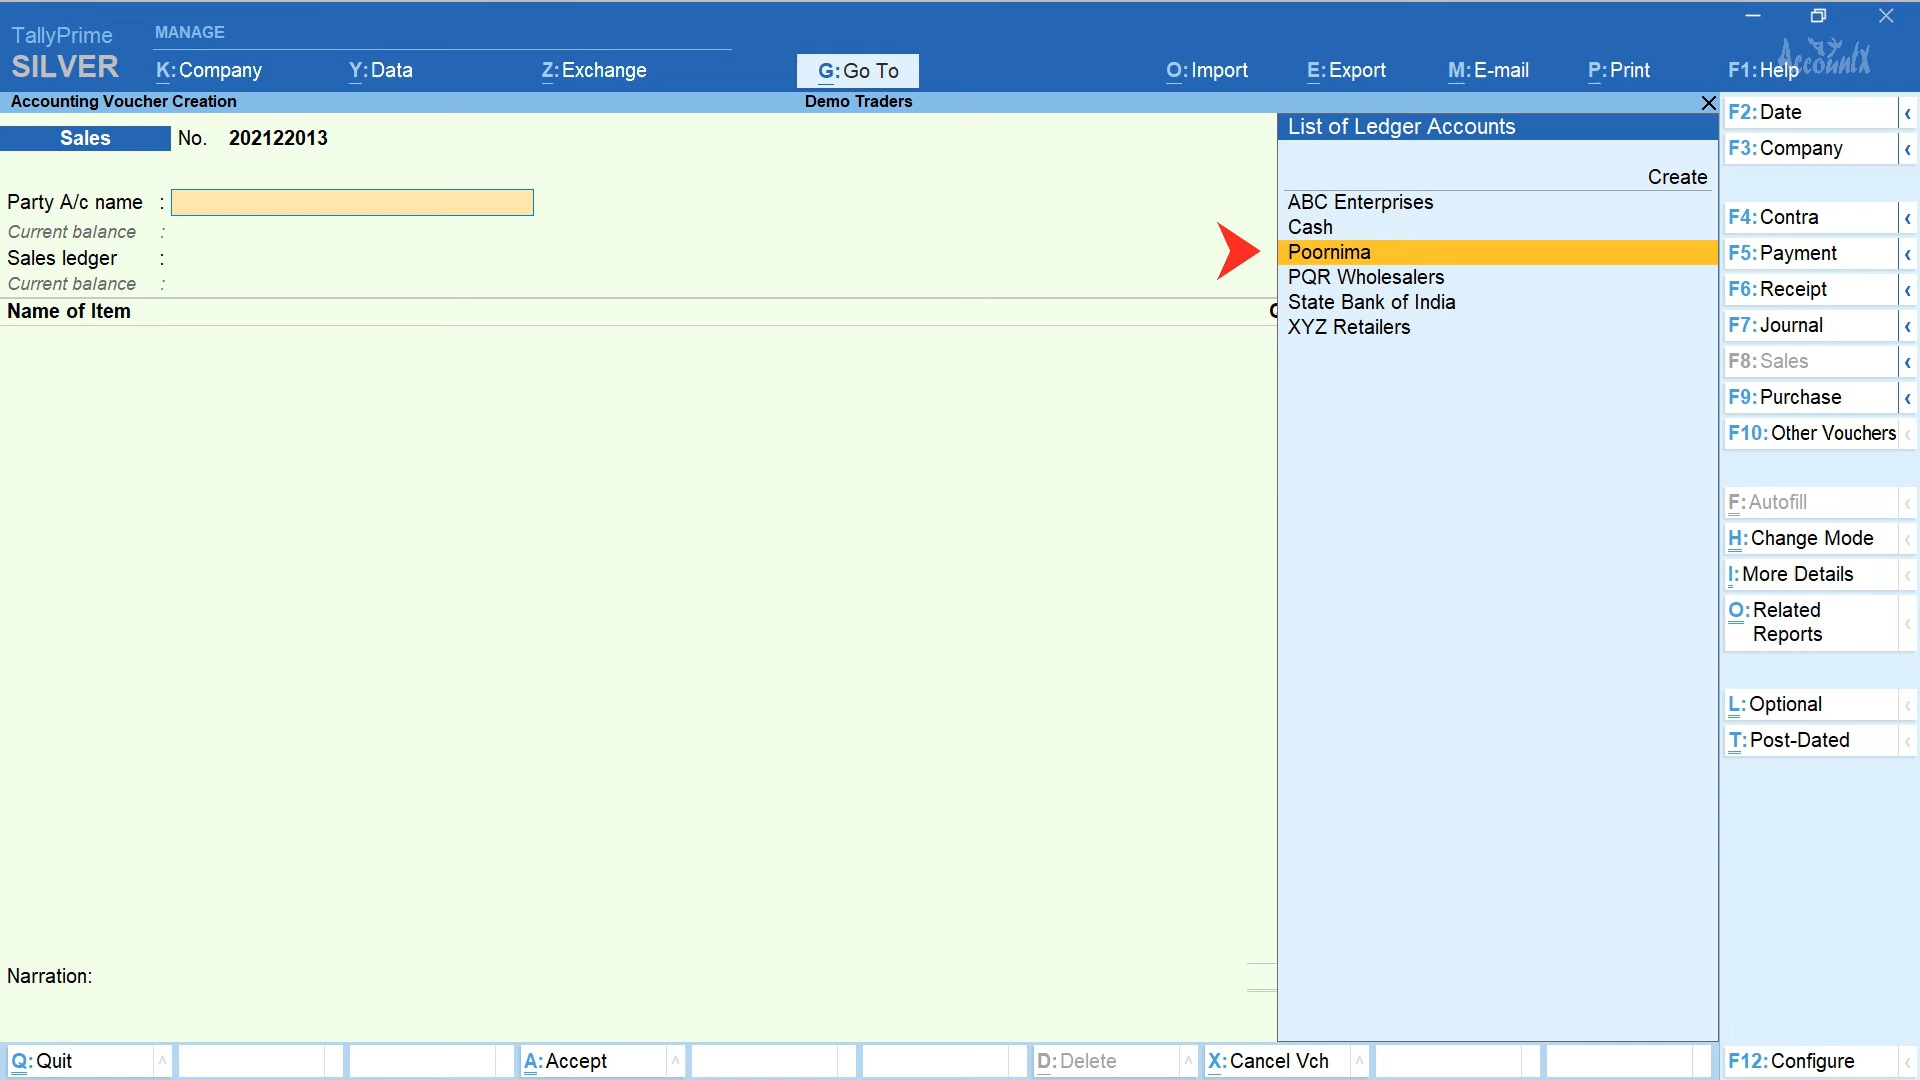 TallyPrime
SILVER
MANAGE
K:Company
Y:Data
Z:Exchange
G:Go To
O:Import
E:Export
M:E-mail
P:Print
F1:Help
AccountX
Accounting Voucher Creation
Demo Traders
Sales
No. 202122013
Party A/c name :
Current balance :
Sales ledger :
Current balance :
Name of Item
List of Ledger Accounts
Create
ABC Enterprises
Cash
Poornima
PQR Wholesalers
State Bank of India
XYZ Retailers
F2:Date
F3:Company
F4:Contra
F5:Payment
F6:Receipt
F7:Journal
F8:Sales
F9:Purchase
F10:Other Vouchers
F:Autofill
H:Change Mode
I:More Details
O:Related
Reports
L:Optional
T:Post-Dated
Narration:
Q:Quit
A:Accept
D:Delete
X:Cancel Vch
F12:Configure